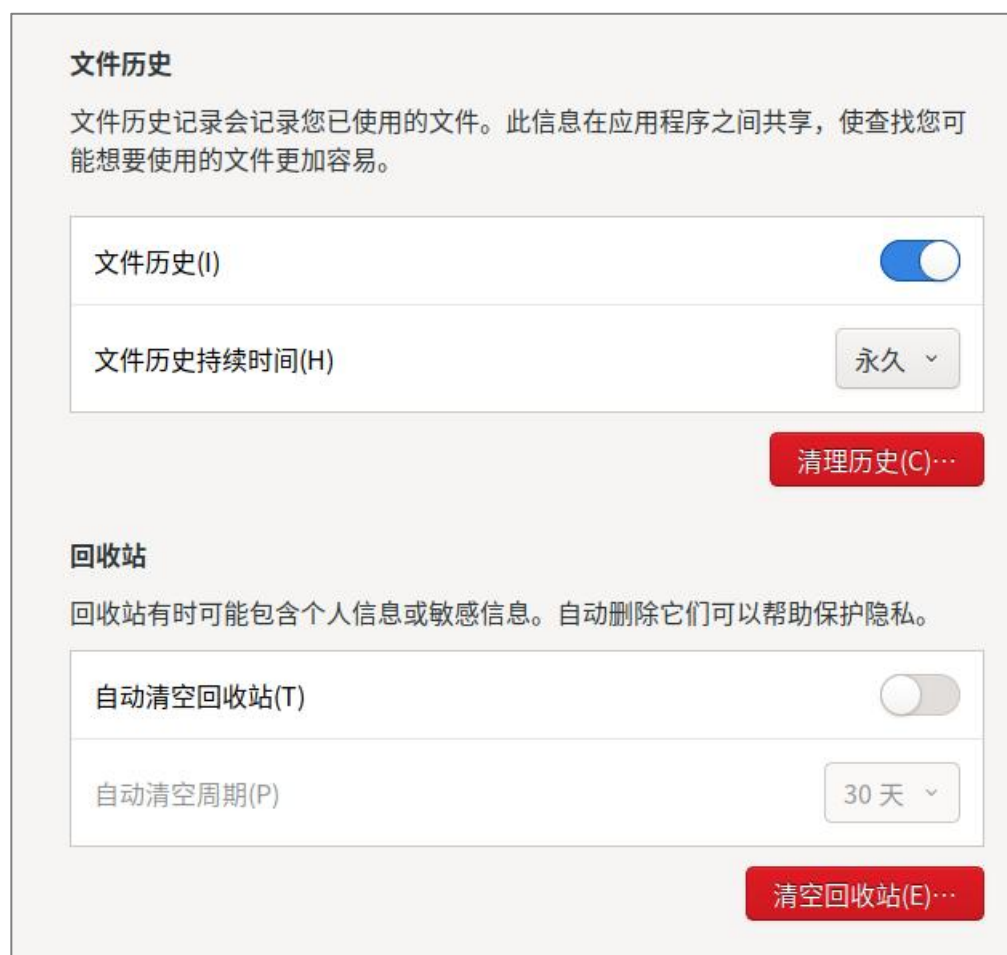 文件历史
文件历史记录会记录您已使用的文件。此信息在应用程序之间共享，使查找您可
能想要使用的文件更加容易。
文件历史(I)
文件历史持续时间(H)
永久
清理历史(C)…
回收站
回收站有时可能包含个人信息或敏感信息。自动删除它们可以帮助保护隐私。
自动清空回收站(T)
自动清空周期(P)
30 天
清空回收站(E)…